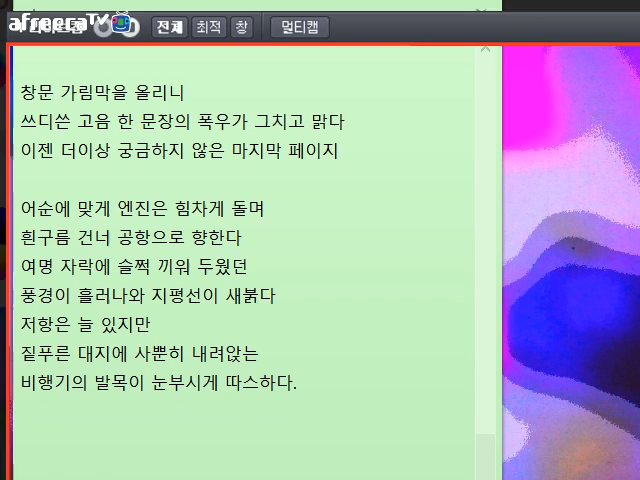 afreecaTV
전체 최적 창 멀티캠
창문 가림막을 올리니
쓰디쓴 고음 한 문장의 폭우가 그치고 맑다
이젠 더이상 궁금하지 않은 마지막 페이지
어순에 맞게 엔진은 힘차게 돌며
흰구름 건너 공항으로 향한다
여명 자락에 슬쩍 끼워 두웠던
풍경이 흘러나와 지평선이 새붉다
저항은 늘 있지만
짙푸른 대지에 사뿐히 내려앉는
비행기의 발목이 눈부시게 따스하다.